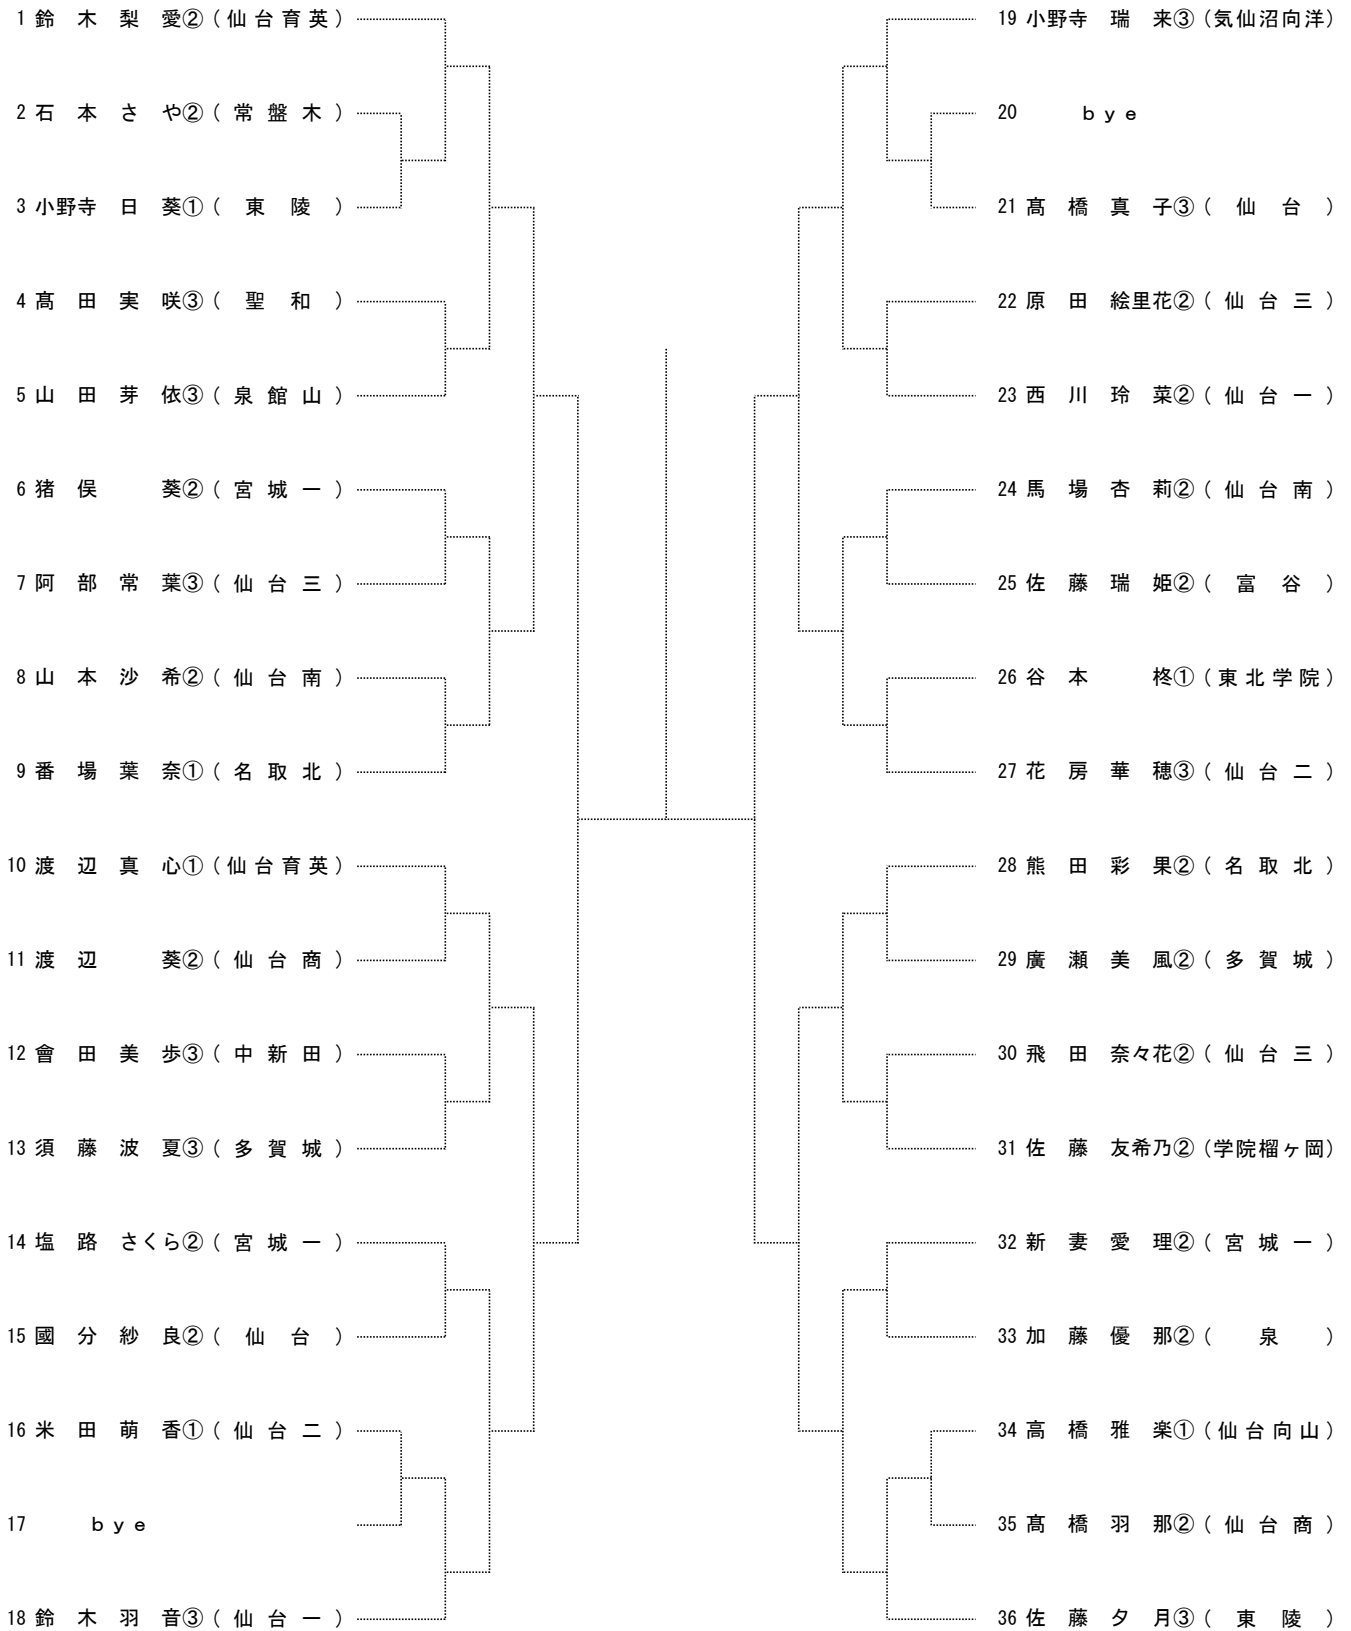 1 鈴木梨愛②(仙台育英)
2 石本さや②(常盤木)
3 小野寺日葵①(東陵)
4 髙田実咲③(聖和)
5 山田芽依③(泉館山)
6 猪俣葵②(宮城一)
7 阿部常葉③(仙台三)
8 山本沙希②(仙台南)
9 番場葉奈①(名取北)
10 渡辺真心①(仙台育英)
11 渡辺葵②(仙台商)
12 會田美歩③(中新田)
13 須藤波夏③(多賀城)
14 塩路さくら②(宮城一)
15 國分紗良②(仙台)
16 米田萌香①(仙台二)
17 bye
18 鈴木羽音③(仙台一)
19 小野寺瑞来③(気仙沼向洋)
20 bye
21 髙橋真子③(仙台)
22 原田絵里花②(仙台三)
23 西川玲菜②(仙台一)
24 馬場杏莉②(仙台南)
25 佐藤瑞姫②(富谷)
26 谷本柊①(東北学院)
27 花房華穂③(仙台二)
28 熊田彩果②(名取北)
29 廣瀬美風②(多賀城)
30 飛田奈々花②(仙台三)
31 佐藤友希乃②(学院榴ヶ岡)
32 新妻愛理②(宮城一)
33 加藤優那②(泉)
34 高橋雅楽①(仙台向山)
35 髙橋羽那②(仙台商)
36 佐藤夕月③(東陵)